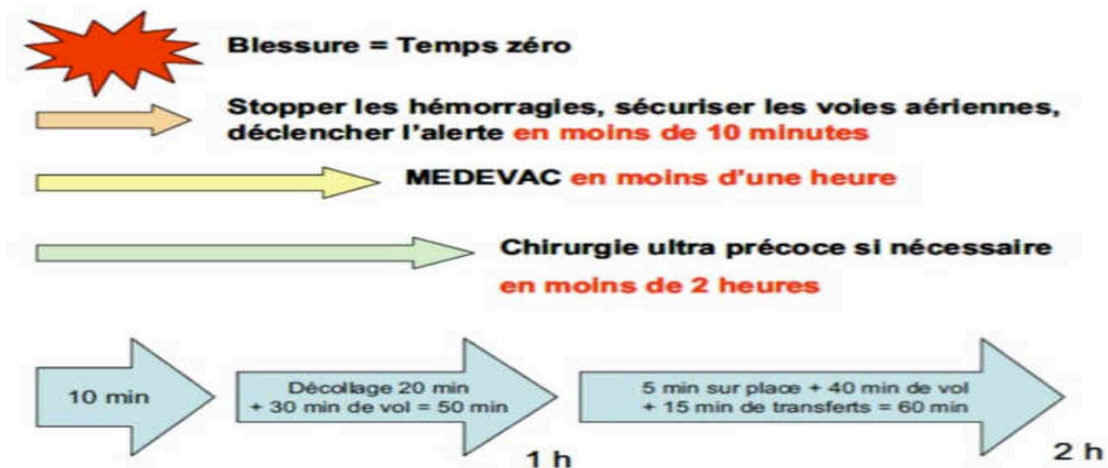 Blessure = Temps zéro
Stopper les hémorragies, sécuriser les voies aériennes,
déclencher l'alerte en moins de 10 minutes
MEDEVAC en moins d'une heure
Chirurgie ultra précoce si nécessaire
en moins de 2 heures
10 min
Décollage 20 min
+ 30 min de vol = 50 min
5 min sur place + 40 min de vol
+ 15 min de transferts = 60 min
1 h
2 h